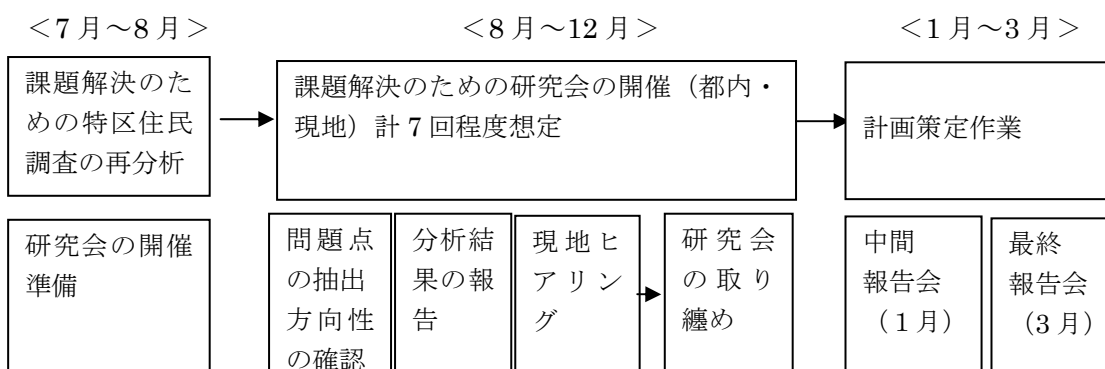 ＜7月～8月＞
＜8月～12月＞
＜1月～3月＞
課題解決のた
めの特区住民
調査の再分析
課題解決のための研究会の開催（都内・
現地）計7回程度想定
計画策定作業
研究会の開催
準備
問題点
の抽出
方向性
の確認
分析結
果の報
告
現地ヒ
アリン
グ
研究会
の取り
纏め
中間
報告会
（1月）
最終
報告会
（3月）